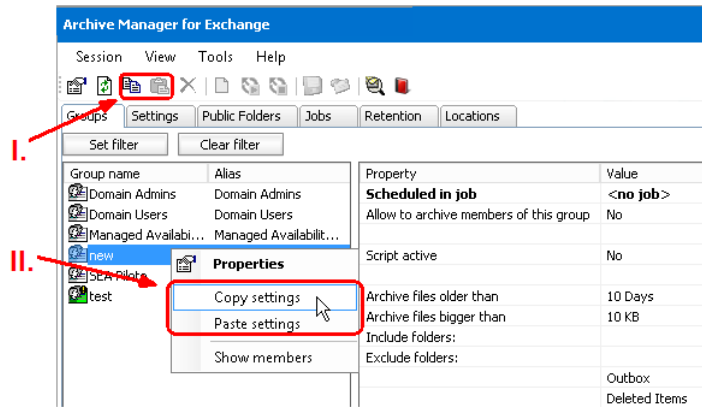 Archive Manager for Exchange
Session View Tools Help
I.
Groups Settings Public Folders Jobs Retention Locations
Set filter Clear filter
Group name Alias Property Value
Domain Admins Domain Admins Scheduled in job <no job>
Domain Users Domain Users Allow to archive members of this group No
Managed Availabi... Managed Availabilit...
II.
new Script active No
Properties
SEA Pilots
test
Copy settings Archive files older than 10 Days
Paste settings Archive files bigger than 10 KB
Include folders:
Show members Exclude folders:
Outbox
Deleted Items